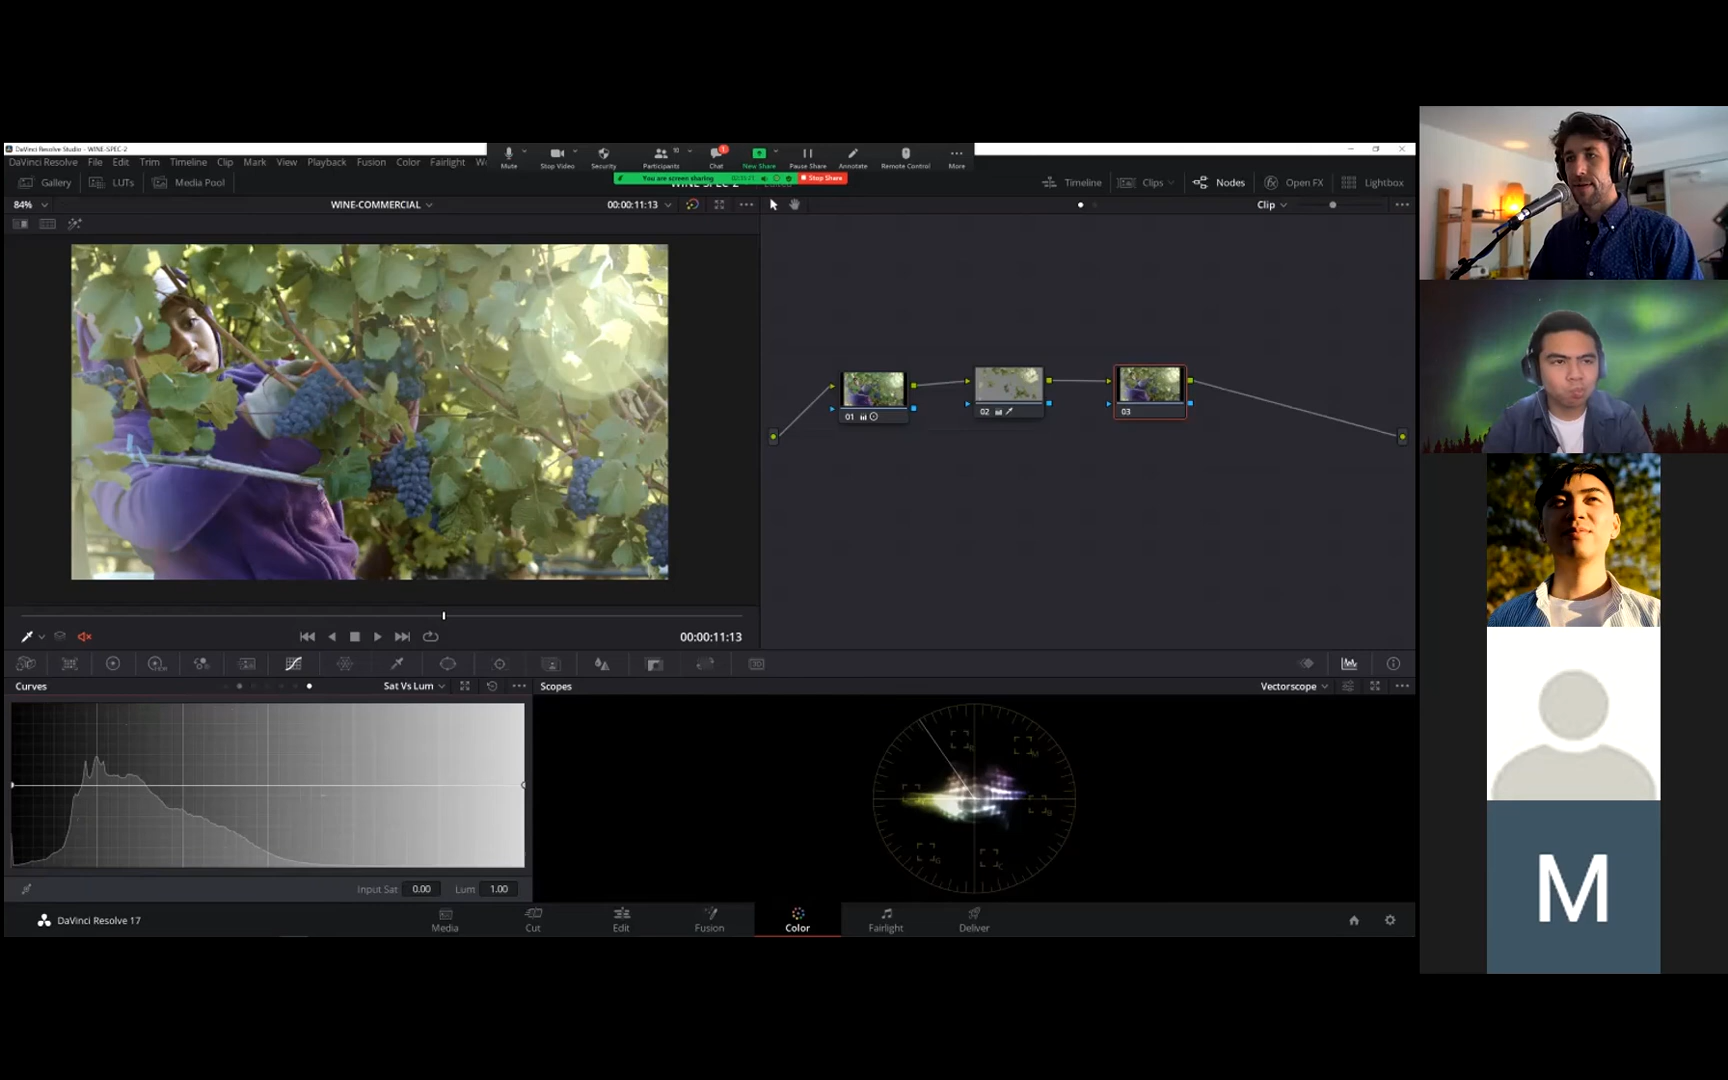 DaVinci Resolve Studio - WINE-SPEC-2
DaVinci Resolve File Edit Trim Timeline Clip Mark View Playback Fusion Color Fairlight
Mute Stop Video Security Participants 10 Chat 1 New Share Pause Share Annotate Remote Control More
You are screen sharing Stop Share
Gallery LUTs Media Pool
Timeline Clips Nodes Open FX Lightbox
84% WINE-COMMERCIAL 00:00:11:13
Clip
01
02
03
00:00:11:13
Curves Sat Vs Lum
Scopes Vectorscope
R
M
B
G
C
Input Sat 0.00 Lum 1.00
DaVinci Resolve 17
Media Cut Edit Fusion Color Fairlight Deliver
M